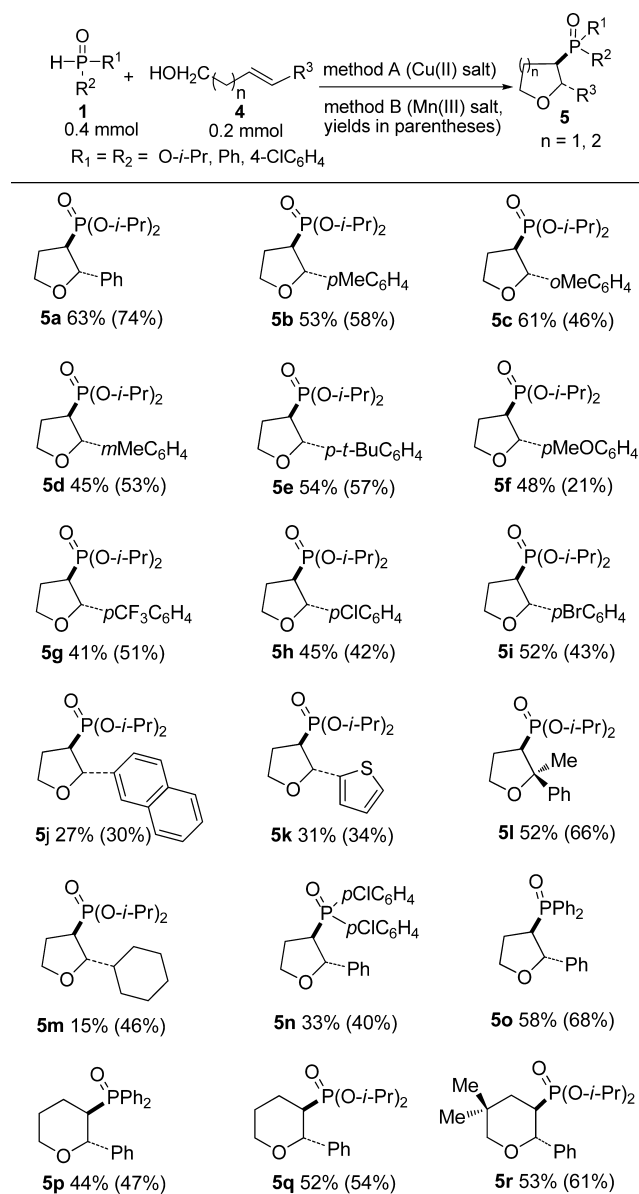 O
H P R¹
R²
1
0.4 mmol
+
HOH₂C ( ) n R³
4
0.2 mmol
method A (Cu(II) salt)
method B (Mn(III) salt,
yields in parentheses)
O R¹
P R²
( ) n
O R³
5
n = 1, 2
R₁ = R₂ = O-i-Pr, Ph, 4-ClC₆H₄
O
P(O-i-Pr)₂
O Ph
5a 63% (74%)
O
P(O-i-Pr)₂
O pMeC₆H₄
5b 53% (58%)
O
P(O-i-Pr)₂
O oMeC₆H₄
5c 61% (46%)
O
P(O-i-Pr)₂
O mMeC₆H₄
5d 45% (53%)
O
P(O-i-Pr)₂
O p-t-BuC₆H₄
5e 54% (57%)
O
P(O-i-Pr)₂
O pMeOC₆H₄
5f 48% (21%)
O
P(O-i-Pr)₂
O pCF₃C₆H₄
5g 41% (51%)
O
P(O-i-Pr)₂
O pClC₆H₄
5h 45% (42%)
O
P(O-i-Pr)₂
O pBrC₆H₄
5i 52% (43%)
O
P(O-i-Pr)₂
O
5j 27% (30%)
O
P(O-i-Pr)₂
S
O
5k 31% (34%)
O
P(O-i-Pr)₂
Me
O Ph
5l 52% (66%)
O
P(O-i-Pr)₂
O
5m 15% (46%)
O pClC₆H₄
P pClC₆H₄
O Ph
5n 33% (40%)
O
PPh₂
O Ph
5o 58% (68%)
O
PPh₂
O Ph
5p 44% (47%)
O
P(O-i-Pr)₂
O Ph
5q 52% (54%)
Me O
Me P(O-i-Pr)₂
O Ph
5r 53% (61%)